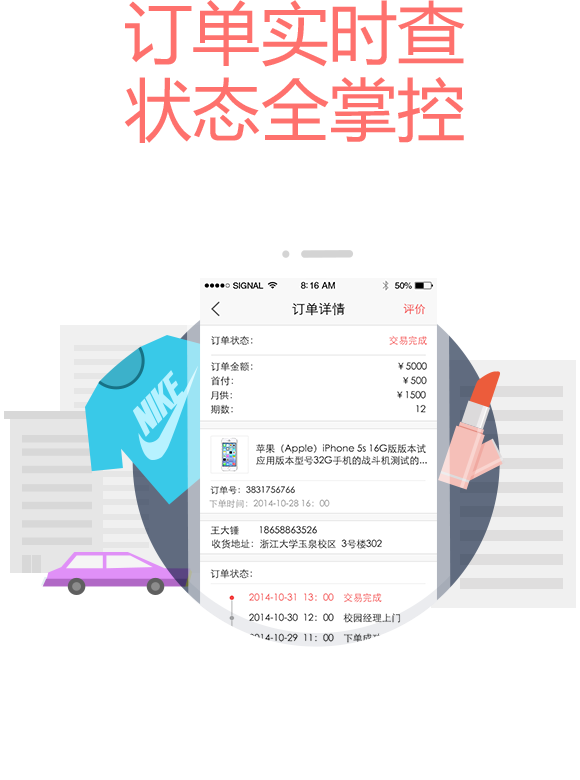 订单实时查
状态全掌控
SIGNAL 8:16 AM 50%
订单详情 评价
订单状态： 交易完成
订单金额： ￥5000
首付： ￥500
月供： ￥1500
期数： 12
苹果（Apple）iPhone 5s 16G版版本试
应用版本型号32G手机的战斗机测试的...
订单号：3831756766
下单时间：2014-10-28 16：00
王大锤 18658863526
收货地址：浙江大学玉泉校区 3号楼302
订单状态：
2014-10-31 13：00 交易完成
2014-10-30 12：00 校园经理上门
2014-10-29 11：00 下单成
NIKE